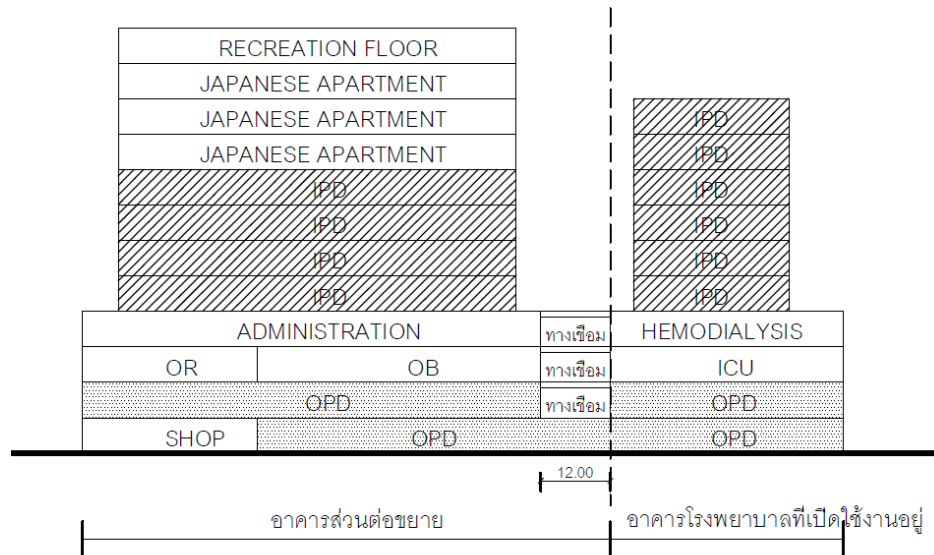 RECREATION FLOOR
JAPANESE APARTMENT
JAPANESE APARTMENT IPD
JAPANESE APARTMENT IPD
IPD IPD
IPD IPD
IPD IPD
IPD IPD
ADMINISTRATION ทางเชื่อม HEMODIALYSIS
OR OB ทางเชื่อม ICU
OPD ทางเชื่อม OPD
SHOP OPD OPD
12.00
อาคารส่วนต่อขยาย อาคารโรงพยาบาลที่เปิดใช้งานอยู่